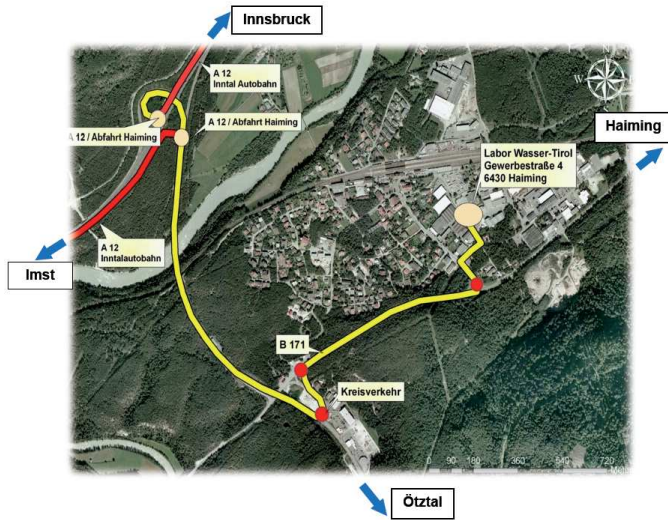 Innsbruck
A 12
Inntal Autobahn
N
W
A 12 / Abfahrt Haiming
A 12 / Abfahrt Haiming
Haiming
Labor Wasser-Tirol
Gewerbestraße 4
6430 Haiming
A 12
Inntalautobahn
Imst
B 171
Kreisverkehr
0 90 180 360 540 720
Ötztal